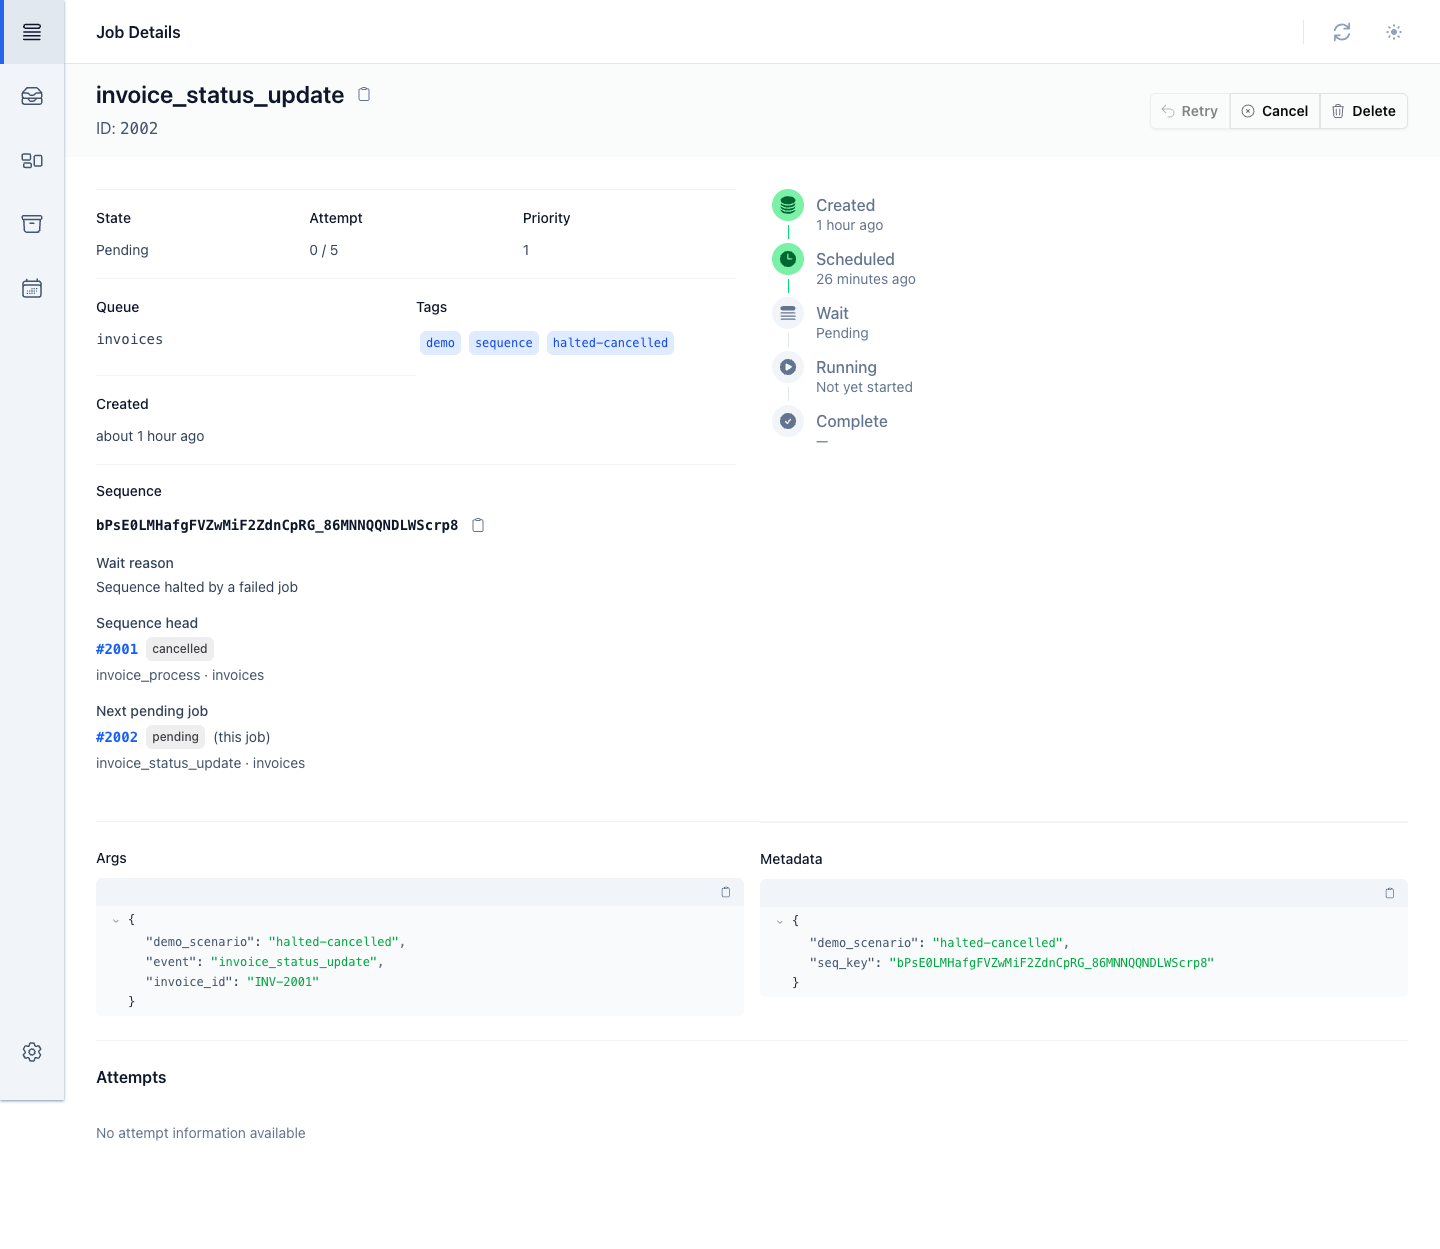 Job Details
invoice_status_update
ID: 2002
Retry
Cancel
Delete
State
Attempt
Priority
Pending
0 / 5
1
Queue
Tags
invoices
demo
sequence
halted-cancelled
Created
about 1 hour ago
Created
1 hour ago
Scheduled
26 minutes ago
Wait
Pending
Running
Not yet started
Complete
—
Sequence
bPsE0LMHafgFVZwMiF2ZdnCpRG_86MNNQQNDLWScrp8
Wait reason
Sequence halted by a failed job
Sequence head
#2001 cancelled
invoice_process · invoices
Next pending job
#2002 pending (this job)
invoice_status_update · invoices
Args
{
"demo_scenario": "halted-cancelled",
"event": "invoice_status_update",
"invoice_id": "INV-2001"
}
Metadata
{
"demo_scenario": "halted-cancelled",
"seq_key": "bPsE0LMHafgFVZwMiF2ZdnCpRG_86MNNQQNDLWScrp8"
}
Attempts
No attempt information available